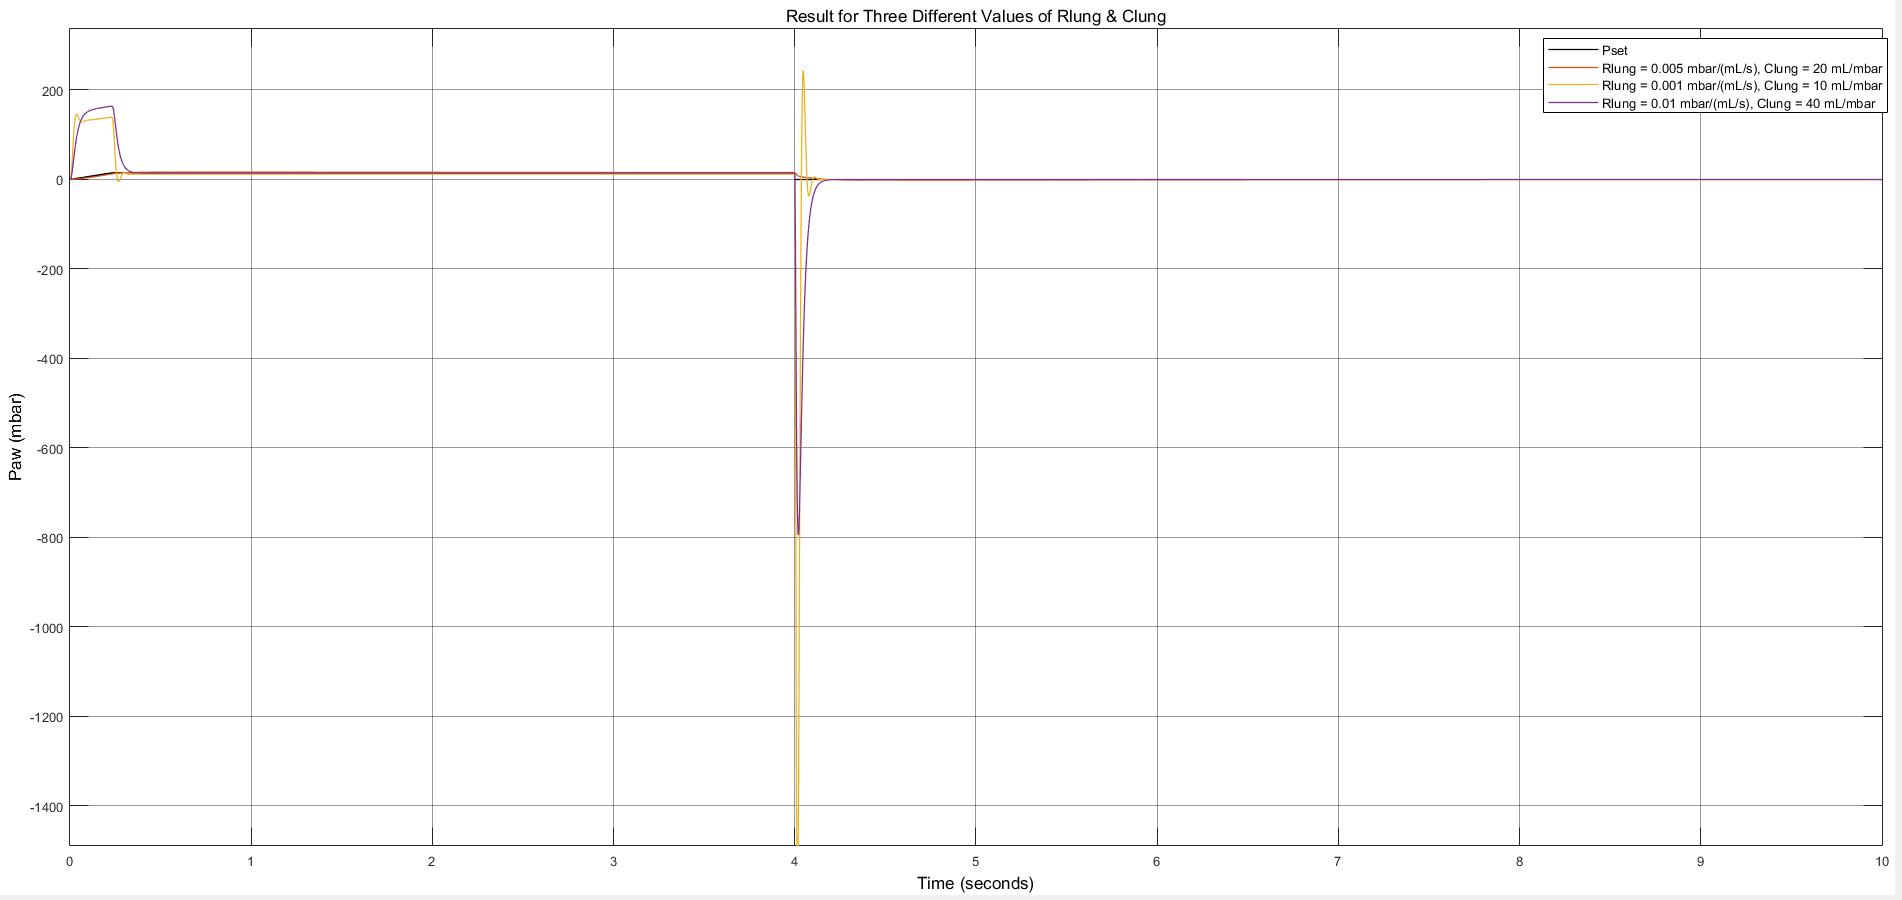 Result for Three Different Values of Rlung & Clung
Pset
Rlung = 0.005 mbar/(mL/s), Clung = 20 mL/mbar
Rlung = 0.001 mbar/(mL/s), Clung = 10 mL/mbar
Rlung = 0.01 mbar/(mL/s), Clung = 40 mL/mbar
Paw (mbar)
200
0
-200
-400
-600
-800
-1000
-1200
-1400
0 1 2 3 4 5 6 7 8 9 10
Time (seconds)